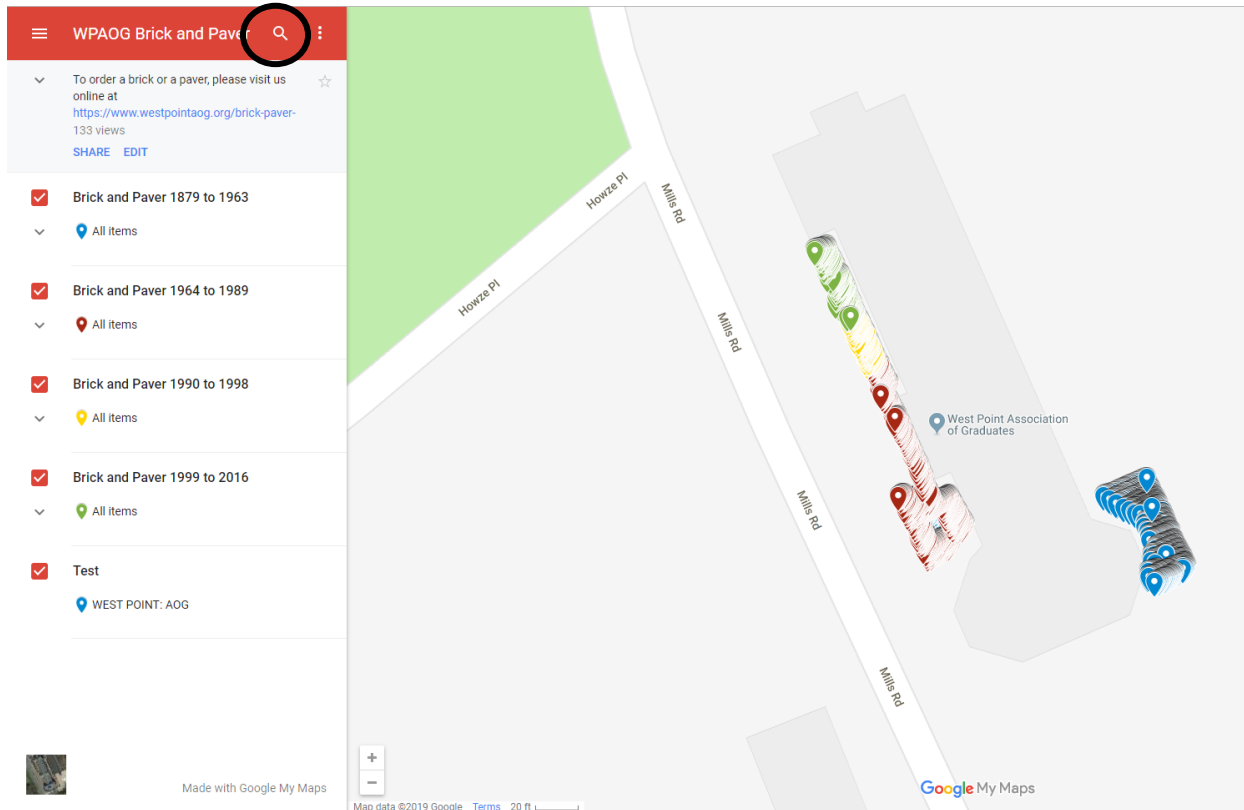 WPAOG Brick and Paver
To order a brick or a paver, please visit us
online at
https://www.westpointaog.org/brick-paver-
133 views
SHARE EDIT
Brick and Paver 1879 to 1963
All items
Brick and Paver 1964 to 1989
All items
Brick and Paver 1990 to 1998
All items
Brick and Paver 1999 to 2016
All items
Test
WEST POINT: AOG
Made with Google My Maps
Howze Pl
Mills Rd
Howze Pl
Mills Rd
West Point Association
of Graduates
Mills Rd
Mills Rd
Google My Maps
Map data ©2019 Google Terms 20 ft